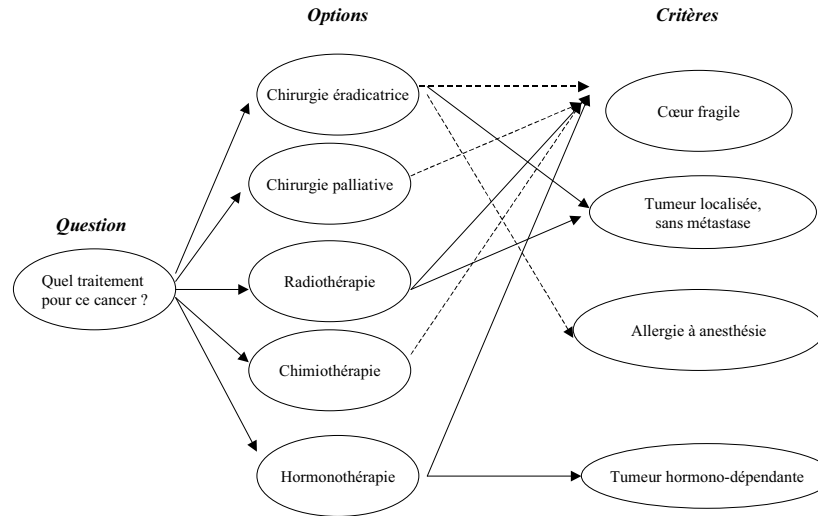 Options
Critères
Chirurgie éradicatrice
Cœur fragile
Chirurgie palliative
Tumeur localisée,
sans métastase
Question
Quel traitement
pour ce cancer ?
Radiothérapie
Allergie à anesthésie
Chimiothérapie
Hormonothérapie
Tumeur hormono-dépendante